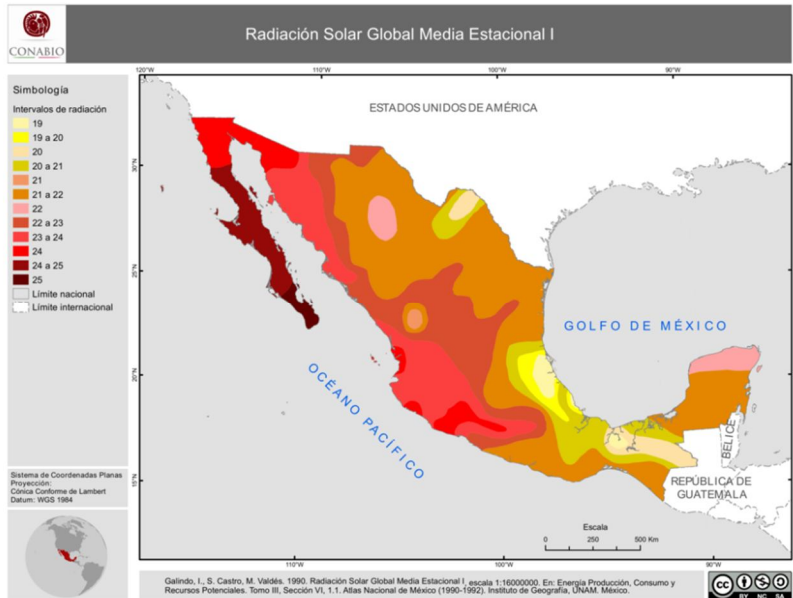 CONABIO
Radiación Solar Global Media Estacional I
Simbología
Intervalos de radiación
19
19 a 20
20
20 a 21
21
21 a 22
22
22 a 23
23 a 24
24
24 a 25
25
Límite nacional
Límite internacional
Sistema de Coordenadas Planas
Proyección:
Cónica Conforme de Lambert
Datum: WGS 1984
120°W
110°W
100°W
90°W
ESTADOS UNIDOS DE AMÉRICA
30°N
25°N
20°N
15°N
GOLFO DE MÉXICO
OCÉANO PACÍFICO
BELICE
REPÚBLICA DE
GUATEMALA
Escala
0 250 500 Km
110°W
100°W
90°W
Galindo, I., S. Castro, M. Valdés. 1990. Radiación Solar Global Media Estacional I, escala 1:16000000. En: Energía Producción, Consumo y
Recursos Potenciales. Tomo III, Sección VI, 1.1. Atlas Nacional de México (1990-1992). Instituto de Geografía, UNAM. México.
cc
BY NC SA